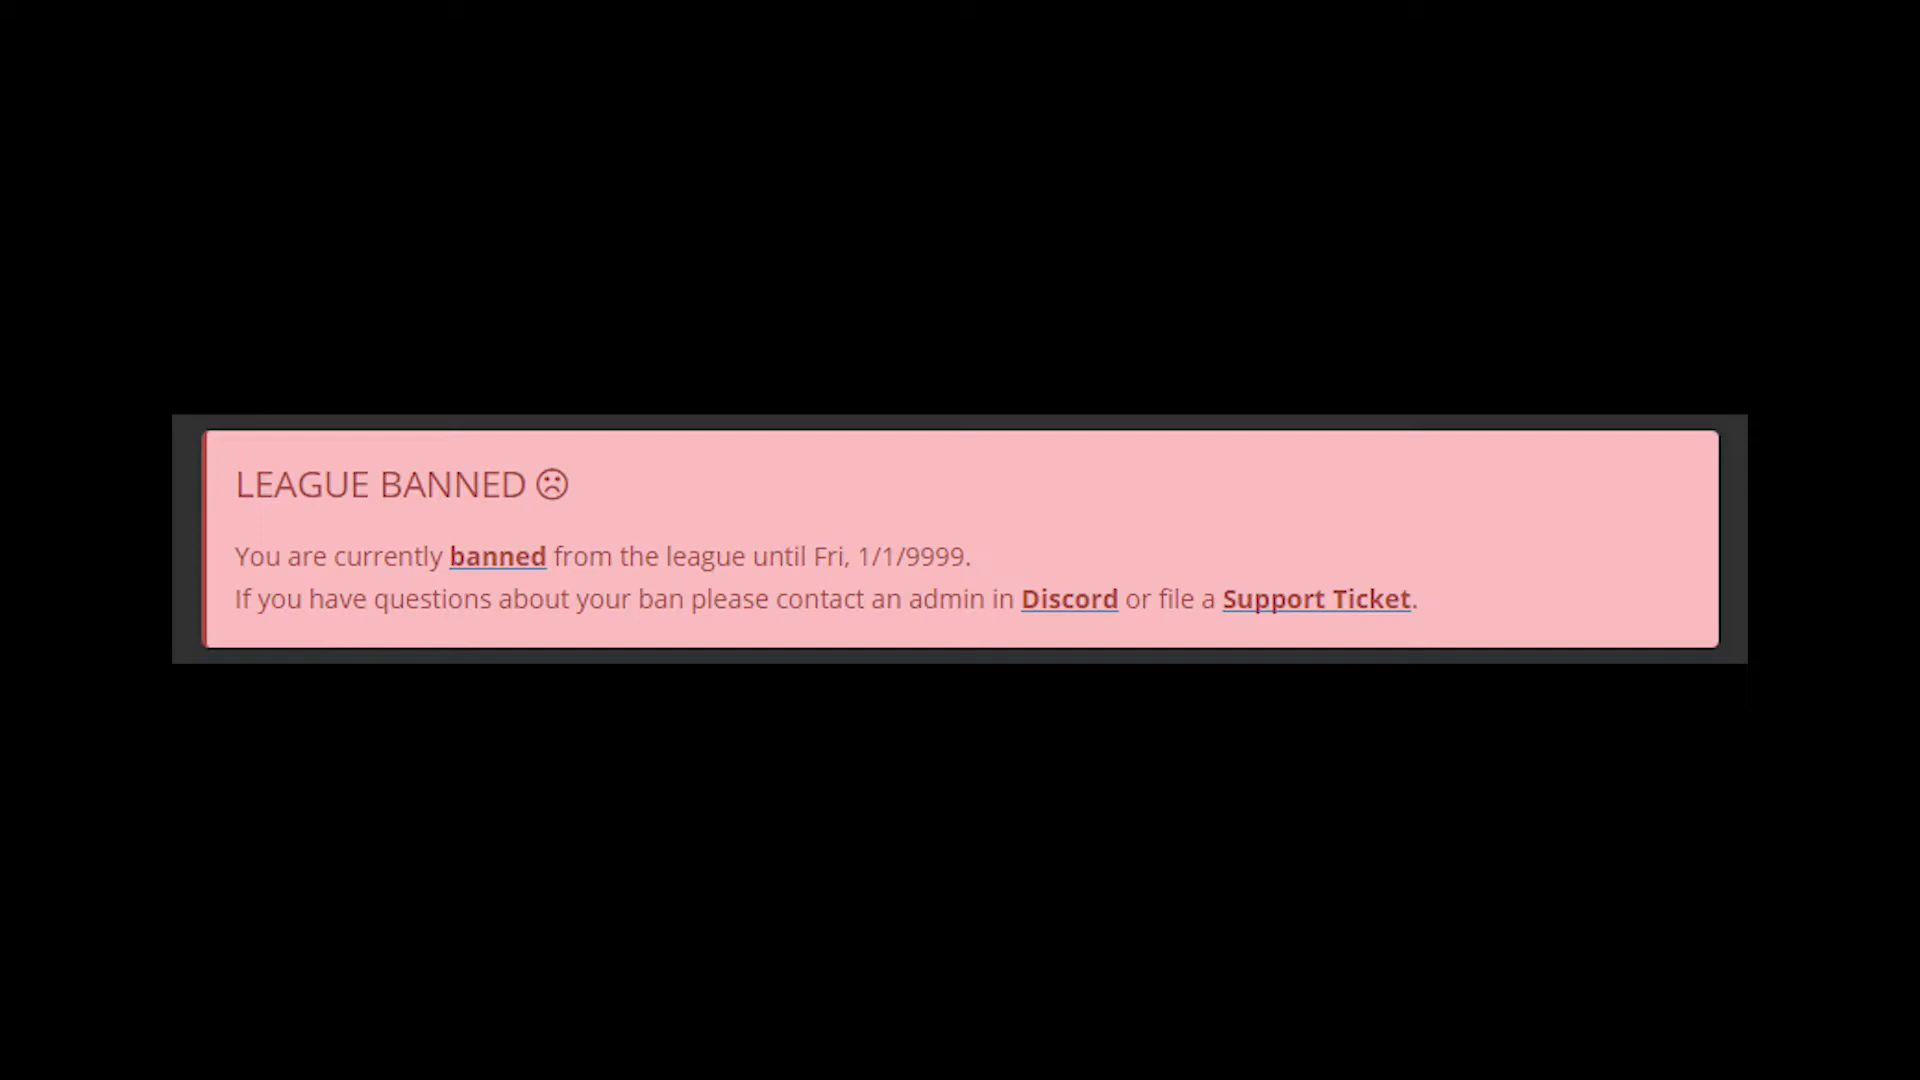 LEAGUE BANNED ☹
You are currently banned from the league until Fri, 1/1/9999.
If you have questions about your ban please contact an admin in Discord or file a Support Ticket.